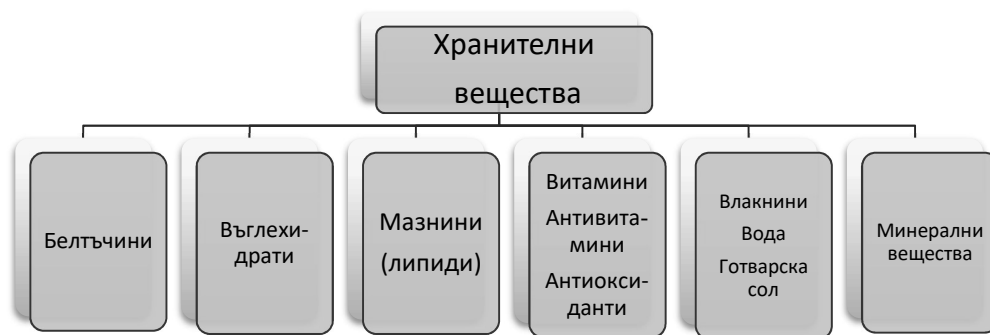 Хранителни
вещества
Белтъчини
Въглехи-
драти
Мазнини
(липиди)
Витамини
Антивита-
мини
Антиокси-
данти
Влакнини
Вода
Готварска
сол
Минерални
вещества